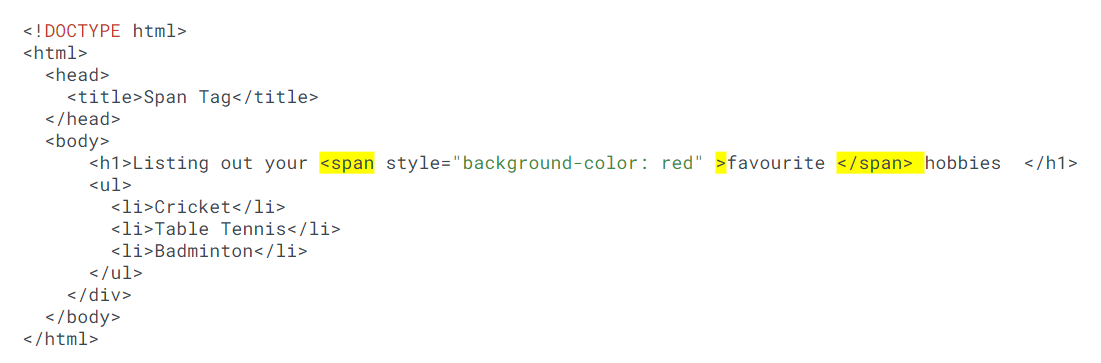 <!DOCTYPE html>
<html>
  <head>
    <title>Span Tag</title>
  </head>
  <body>
      <h1>Listing out your <span style="background-color: red" >favourite </span> hobbies  </h1>
      <ul>
        <li>Cricket</li>
        <li>Table Tennis</li>
        <li>Badminton</li>
      </ul>
    </div>
  </body>
</html>